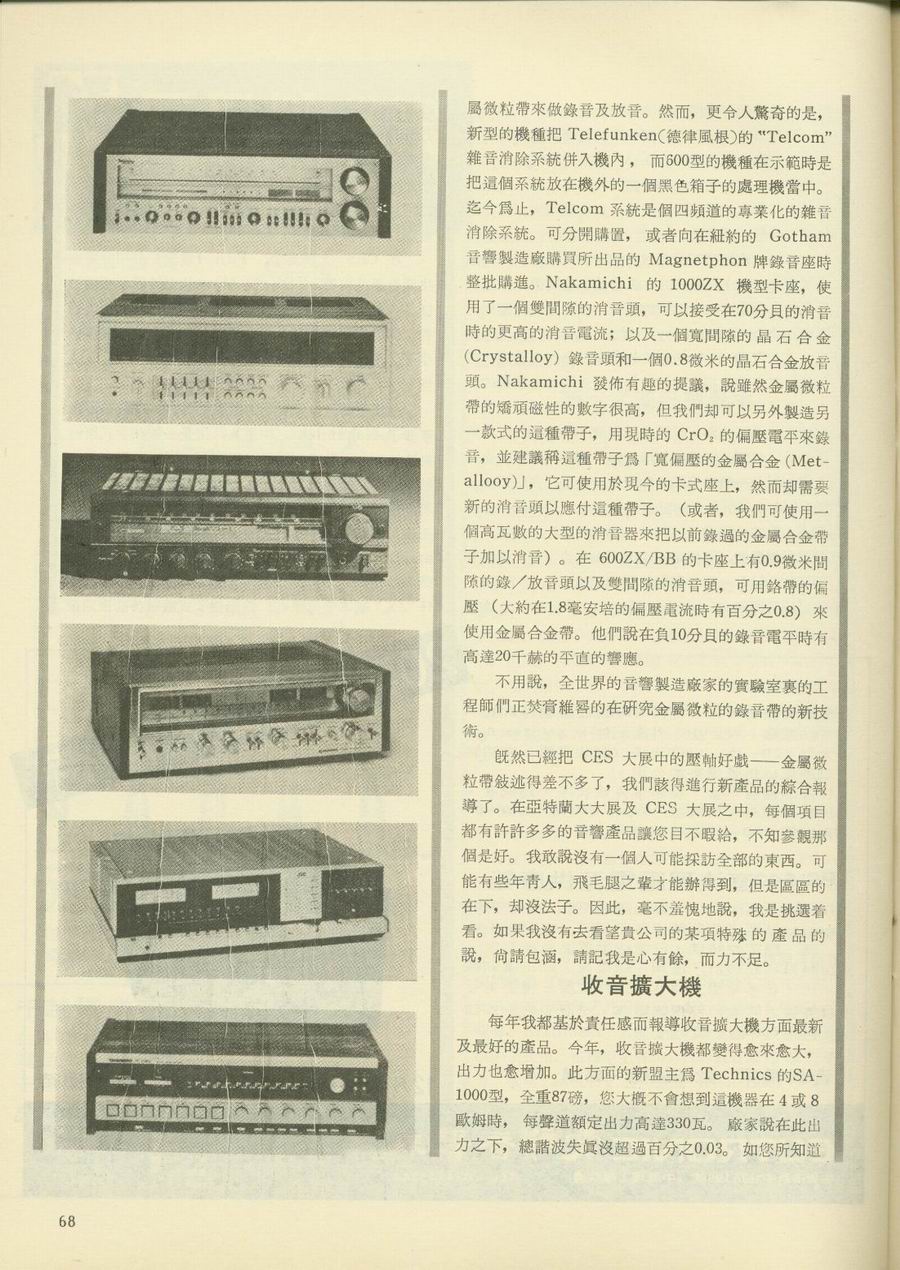 屬微粒帶來做錄音及放音。然而，更令人驚奇的是，
新型的機種把 Telefunken(德律風根)的 “Telcom”
雜音消除系統併入機內， 而600型的機種在示範時是
把這個系統放在機外的一個黑色箱子的處理機當中。
迄今爲止，Telcom 系統是個四頻道的專業化的雜音
消除系統。可分開購置， 或者向在紐約的 Gotham
音響製造廠購買所出品的 Magnetphon 牌錄音座時
整批購進。Nakamichi 的 1000ZX 機型卡座，使
用了一個雙間隙的消音頭，可以接受在70分貝的消音
時的更高的消音電流；以及一個寬間隙的 晶 石 合 金
(Crystalloy) 錄音頭和一個0.8微米的晶石合金放音
頭。Nakamichi 發佈有趣的提議，說雖然金屬微粒
帶的矯頑磁性的數字很高，但我們却可以另外製造另
一款式的這種帶子，用現時的 CrO₂ 的偏壓電平來錄
音，並建議稱這種帶子爲「寬偏壓的金屬合金 (Met-
allooy)」，它可使用於現今的卡式座上，然而却需要
新的消音頭以應付這種帶子。（或者，我們可使用一
個高瓦數的大型的消音器來把以前錄過的金屬合金帶
子加以消音）。在 600ZX/BB 的卡座上有0.9微米間
隙的錄／放音頭以及雙間隙的消音頭，可用鉻帶的偏
壓 （大約在1.8毫安培的偏壓電流時有百分之0.8） 來
使用金屬合金帶。他們說在負10分貝的錄音電平時有
高達20千赫的平直的響應。
不用說，全世界的音響製造廠家的實驗室裏的工
程師們正焚膏維晷的在研究金屬微粒的錄音帶的新技
術。
旣然已經把 CES 大展中的壓軸好戲——金屬微
粒帶敍述得差不多了，我們該得進行新產品的綜合報
導了。在亞特蘭大大展及 CES 大展之中，每個項目
都有許許多多的音響產品讓您目不暇給，不知參觀那
個是好。我敢說沒有一個人可能採訪全部的東西。可
能有些年靑人，飛毛腿之輩才能辦得到，但是區區的
在下，却沒法子。因此，毫不羞愧地說，我是挑選着
看。如果我沒有去看望貴公司的某項特殊 的 產 品 的
說，尙請包涵，請記我是心有餘，而力不足。
收音擴大機
每年我都基於責任感而報導收音擴大機方面最新
及最好的產品。今年，收音擴大機都變得愈來愈大，
出力也愈增加。此方面的新盟主爲 Technics 的SA-
1000型，全重87磅，您大槪不會想到這機器在 4 或 8
歐姆時， 每聲道額定出力高達330瓦。 廠家說在此出
力之下，總諧波失眞沒超過百分之0.03。 如您所知道
68